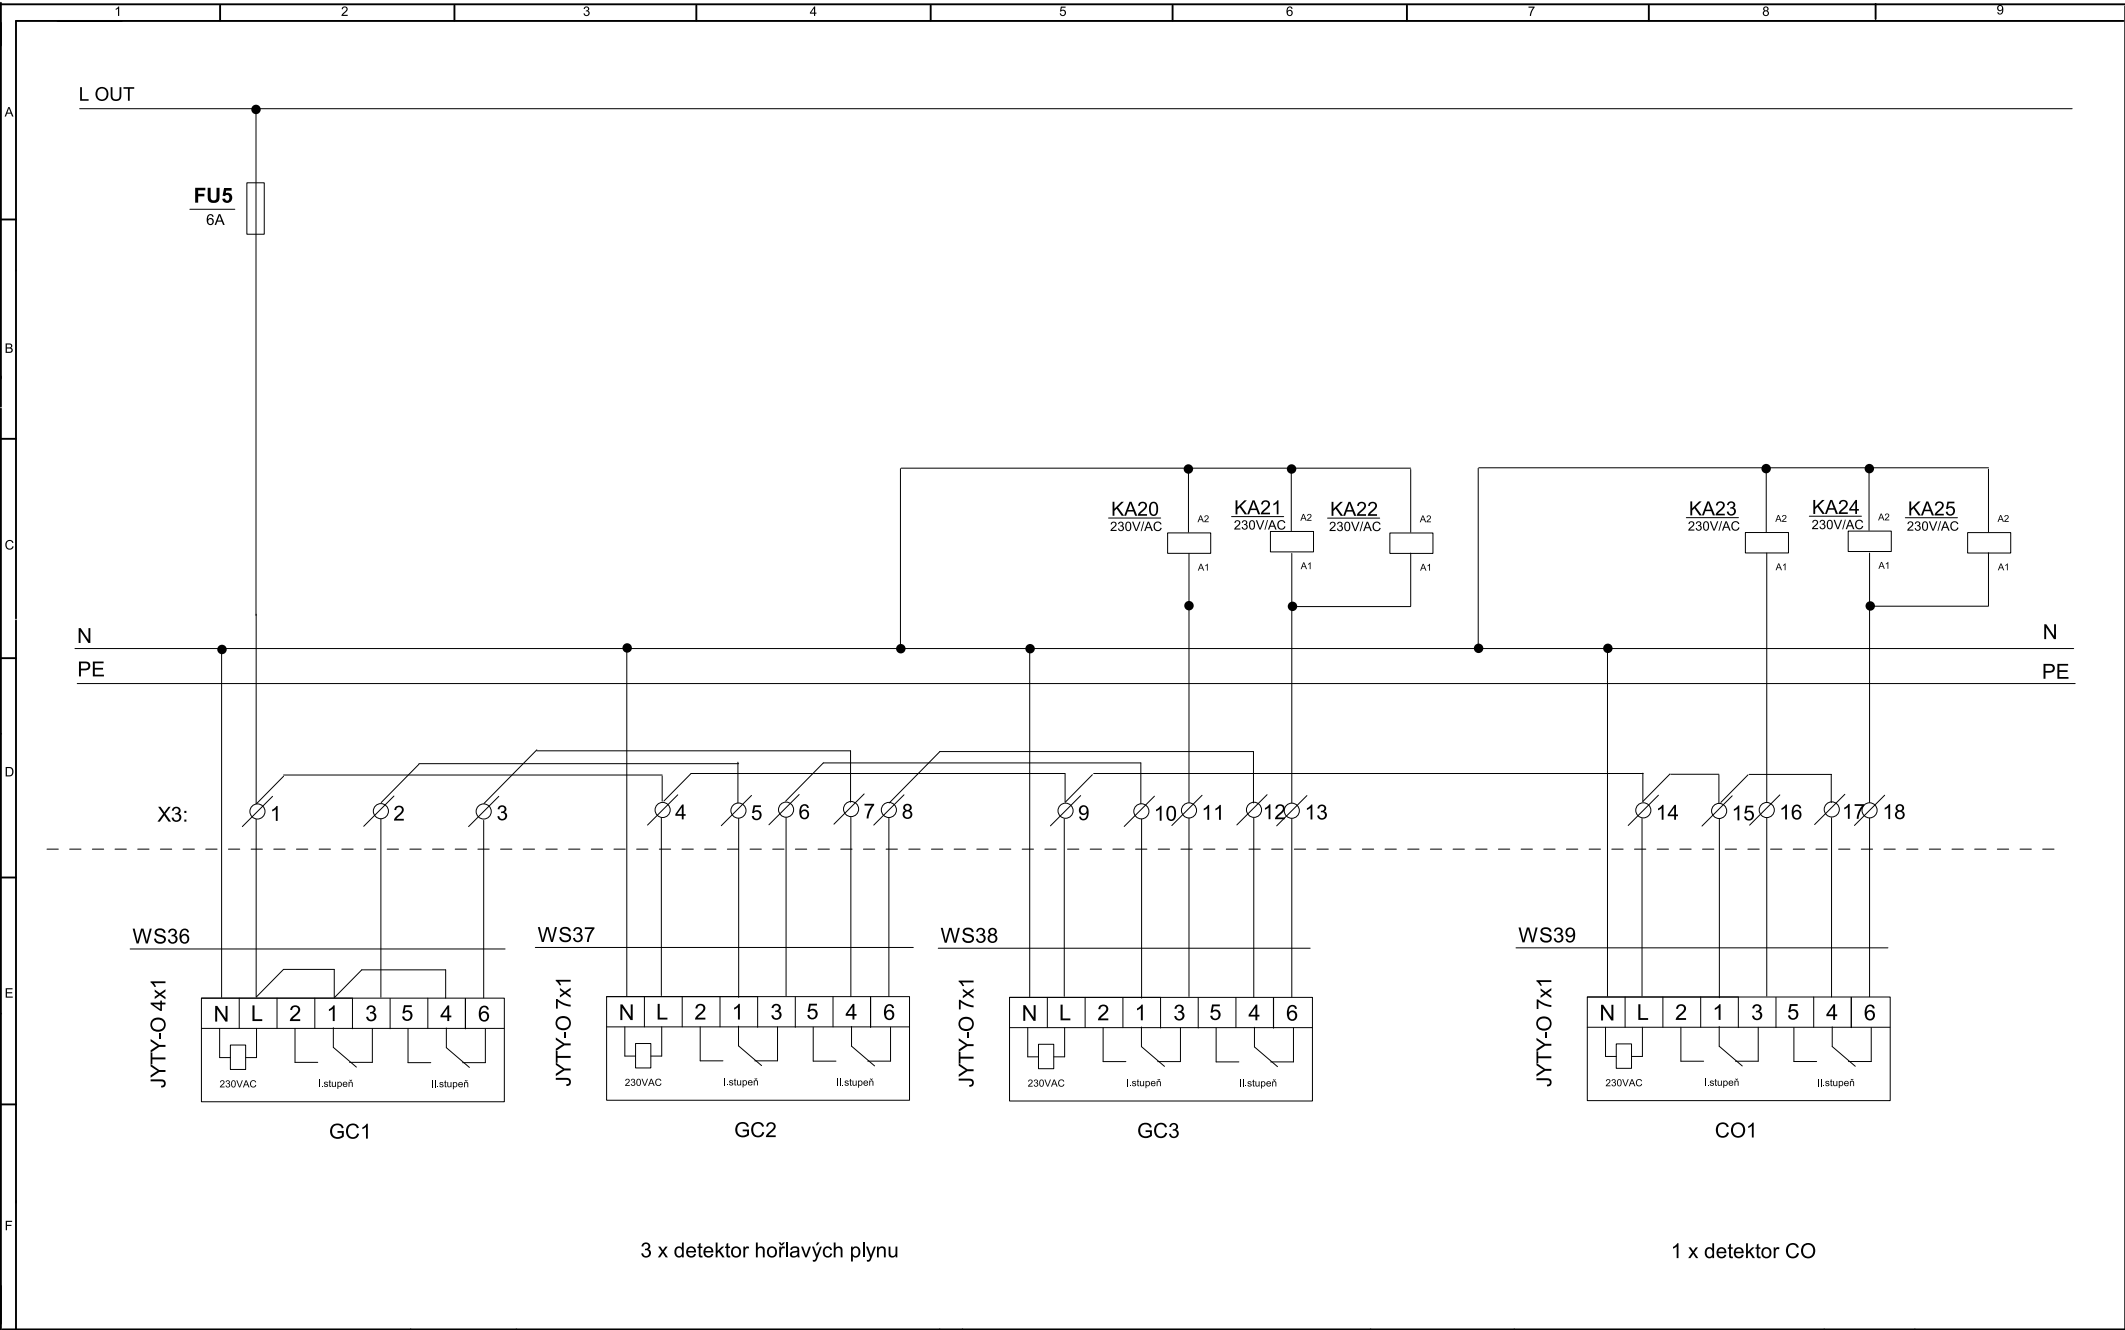 1 2 3 4 5 6 7 8 9
A
B
C
D
E
F
L OUT
FU5
6A
KA20
230V/AC
A2
A1
KA21
230V/AC
A2
A1
KA22
230V/AC
A2
A1
KA23
230V/AC
A2
A1
KA24
230V/AC
A2
A1
KA25
230V/AC
A2
A1
N N
PE PE
X3: 1 2 3 4 5 6 7 8 9 10 11 12 13 14 15 16 17 18
WS36
JYTY-O 4x1
N L 2 1 3 5 4 6
230VAC I.stupeň II.stupeň
GC1
WS37
JYTY-O 7x1
N L 2 1 3 5 4 6
230VAC I.stupeň II.stupeň
GC2
WS38
JYTY-O 7x1
N L 2 1 3 5 4 6
230VAC I.stupeň II.stupeň
GC3
WS39
JYTY-O 7x1
N L 2 1 3 5 4 6
230VAC I.stupeň II.stupeň
CO1
3 x detektor hořlavých plynu
1 x detektor CO